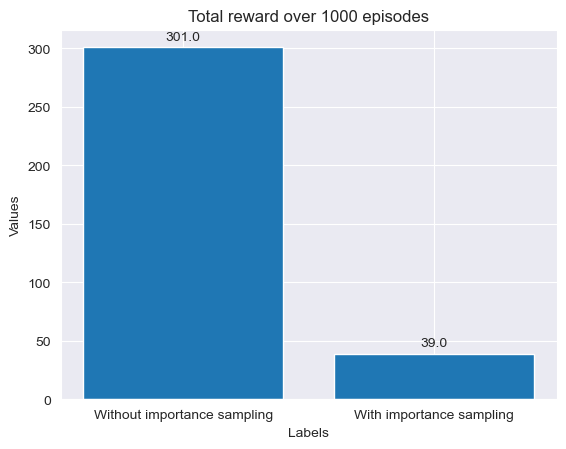 Total reward over 1000 episodes
301.0
300
250
200
150
100
50
0
Values
39.0
Without importance sampling
With importance sampling
Labels